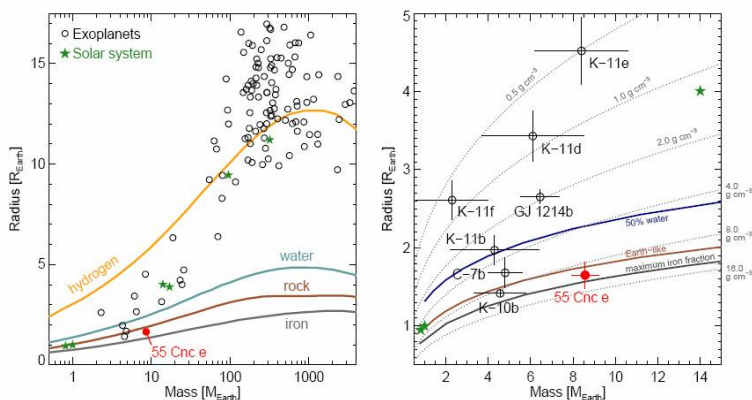 Exoplanets
Solar system
hydrogen
water
rock
iron
55 Cnc e
Radius [R_Earth]
0
5
10
15
1
10
100
1000
Mass [M_Earth]
K-11e
0.5 g cm⁻³
1.0 g cm⁻³
K-11d
2.0 g cm⁻³
K-11f
GJ 1214b
4.0 g cm⁻³
50% water
K-11b
8.0 g cm⁻³
Earth-like
maximum iron fraction
C-7b
16.0 g cm⁻³
K-10b
55 Cnc e
Radius [R_Earth]
1
2
3
4
5
2
4
6
8
10
12
14
Mass [M_Earth]